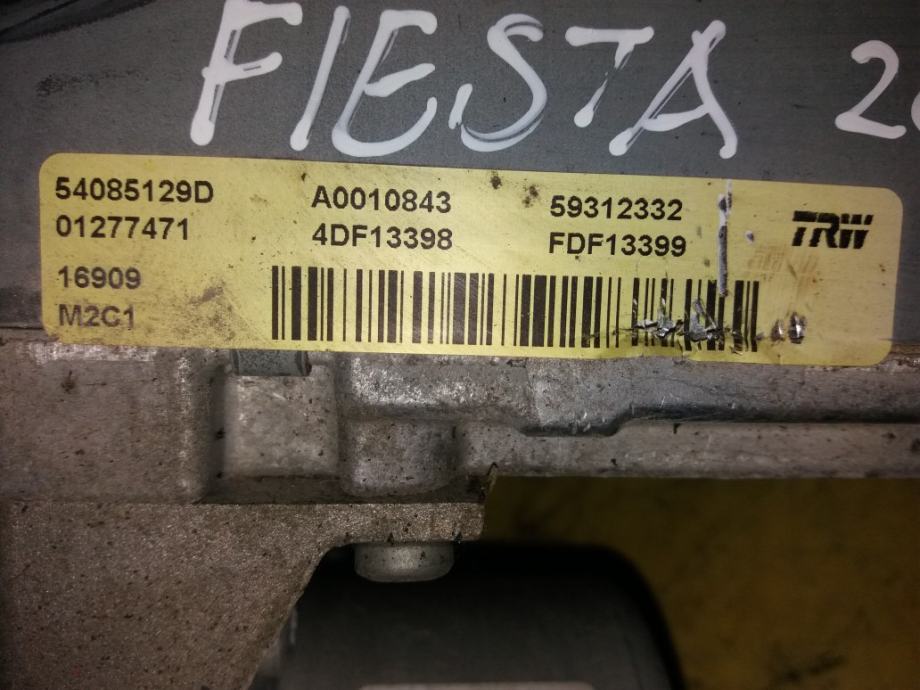 FIESTA
54085129D A0010843 59312332 TRW
01277471 4DF13398 FDF13399
16909
M2C1